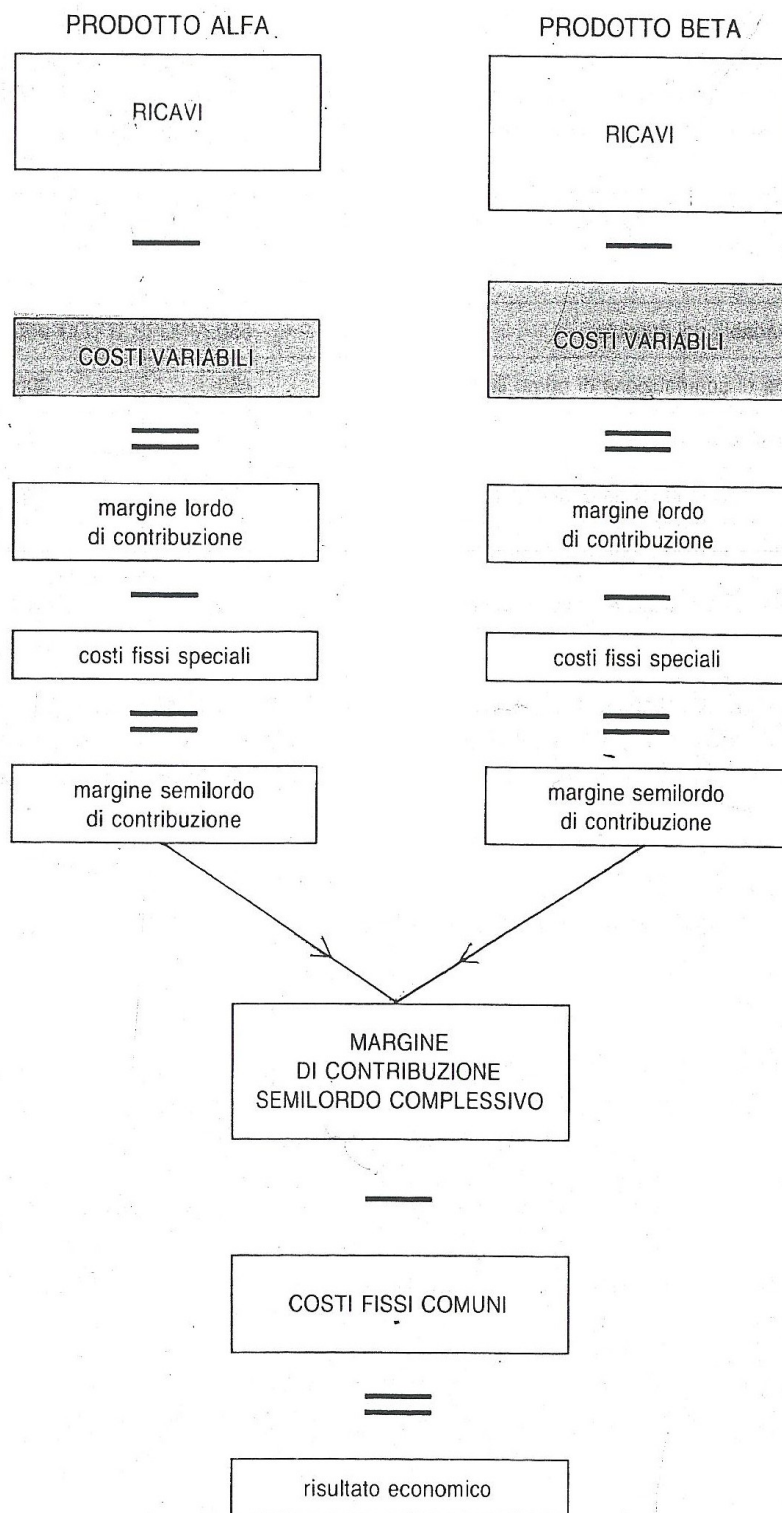 PRODOTTO ALFA
RICAVI
COSTI VARIABILI
margine lordo
di contribuzione
costi fissi speciali
margine semilordo
di contribuzione
PRODOTTO BETA
RICAVI
COSTI VARIABILI
margine lordo
di contribuzione
costi fissi speciali
margine semilordo
di contribuzione
MARGINE
DI CONTRIBUZIONE
SEMILORDO COMPLESSIVO
COSTI FISSI COMUNI
risultato economico